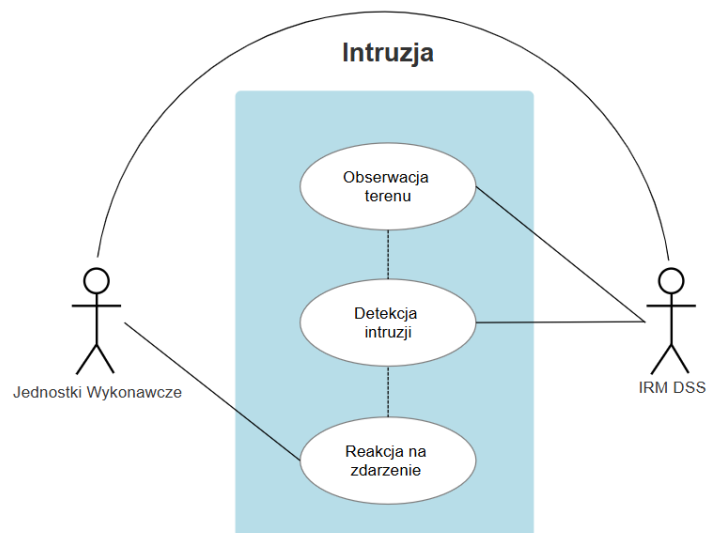 Intruzja
Obserwacja
terenu
Detekcja
intruzji
Jednostki Wykonawcze
IRM DSS
Reakcja na
zdarzenie